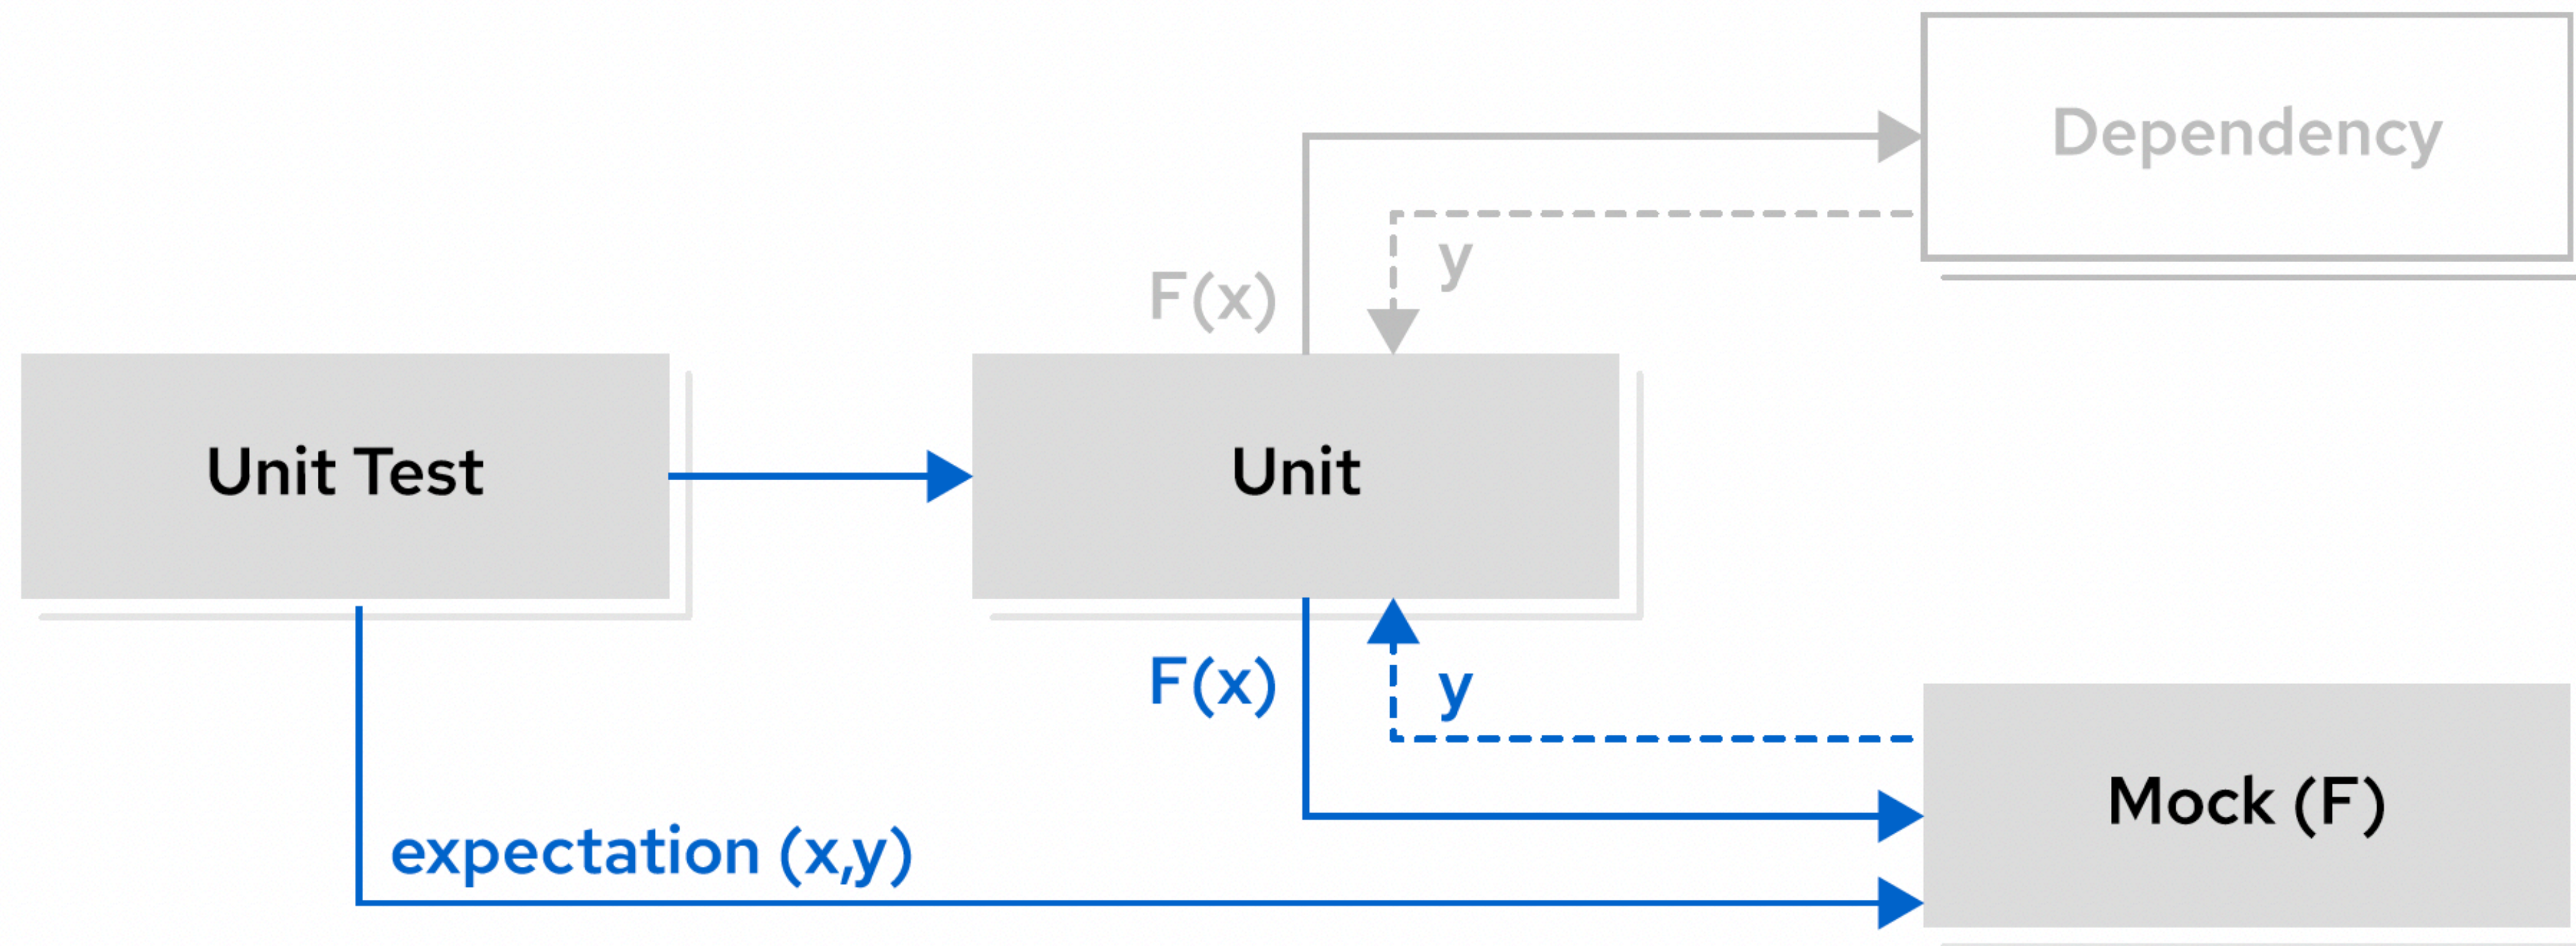 Dependency
y
F(x)
Unit Test
Unit
F(x)
y
Mock (F)
expectation (x,y)